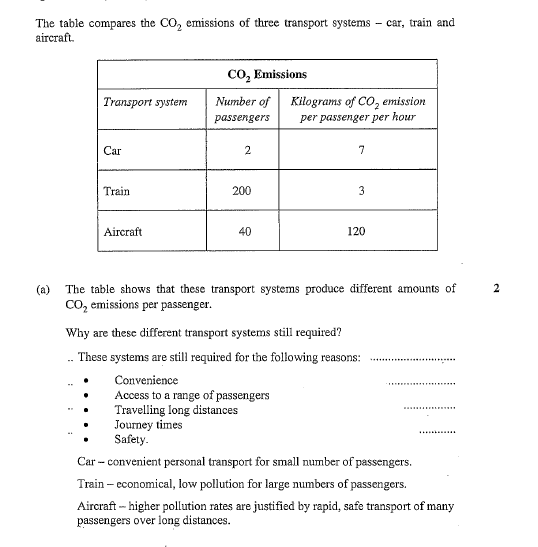 The table compares the CO₂ emissions of three transport systems – car, train and
aircraft.
CO₂ Emissions
Transport system
Number of
passengers
Kilograms of CO₂ emission
per passenger per hour
Car 2 7
Train 200 3
Aircraft 40 120
(a) The table shows that these transport systems produce different amounts of 2
CO₂ emissions per passenger.
Why are these different transport systems still required?
.. These systems are still required for the following reasons: ............................
.. • Convenience ......................
• Access to a range of passengers
.. • Travelling long distances .................
• Journey times
.. • Safety. ............
Car – convenient personal transport for small number of passengers.
Train – economical, low pollution for large numbers of passengers.
Aircraft – higher pollution rates are justified by rapid, safe transport of many
passengers over long distances.